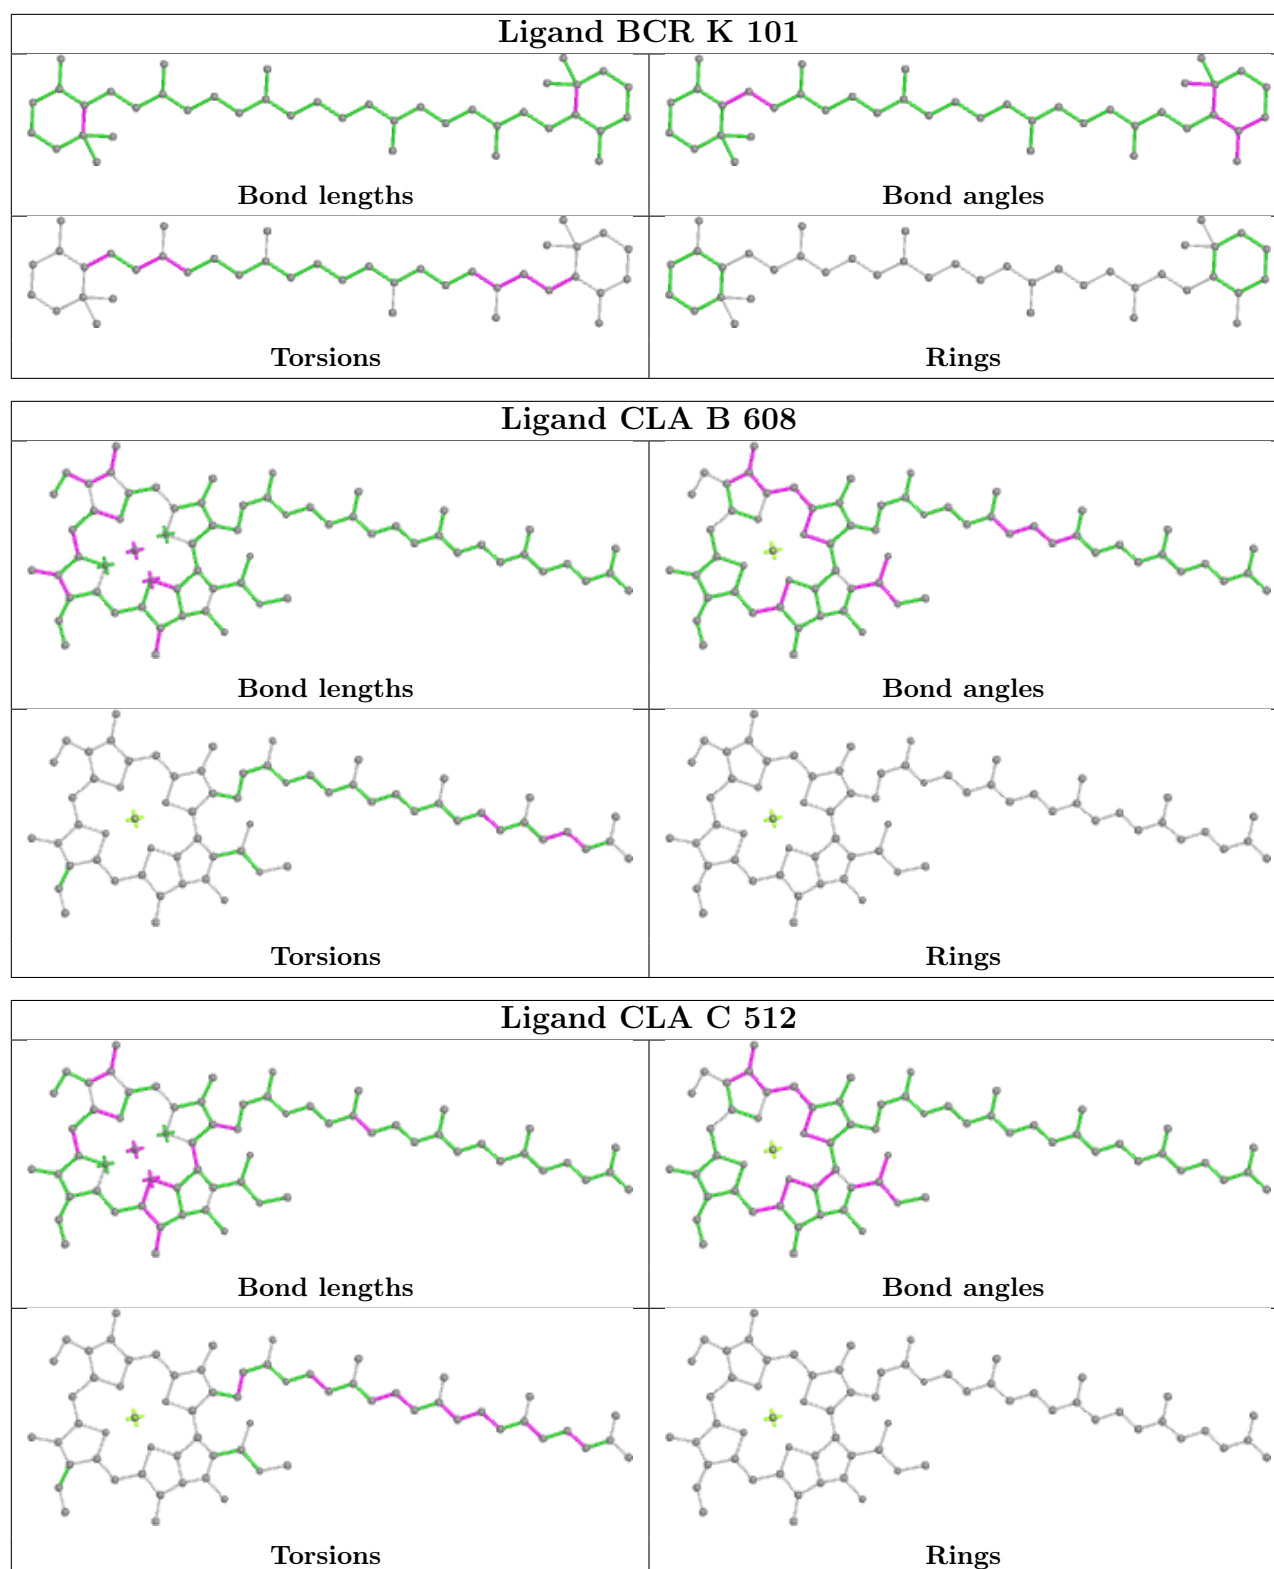 Ligand BCR K 101
Bond lengths
Bond angles
Torsions
Rings
Ligand CLA B 608
Bond lengths
Bond angles
Torsions
Rings
Ligand CLA C 512
Bond lengths
Bond angles
Torsions
Rings